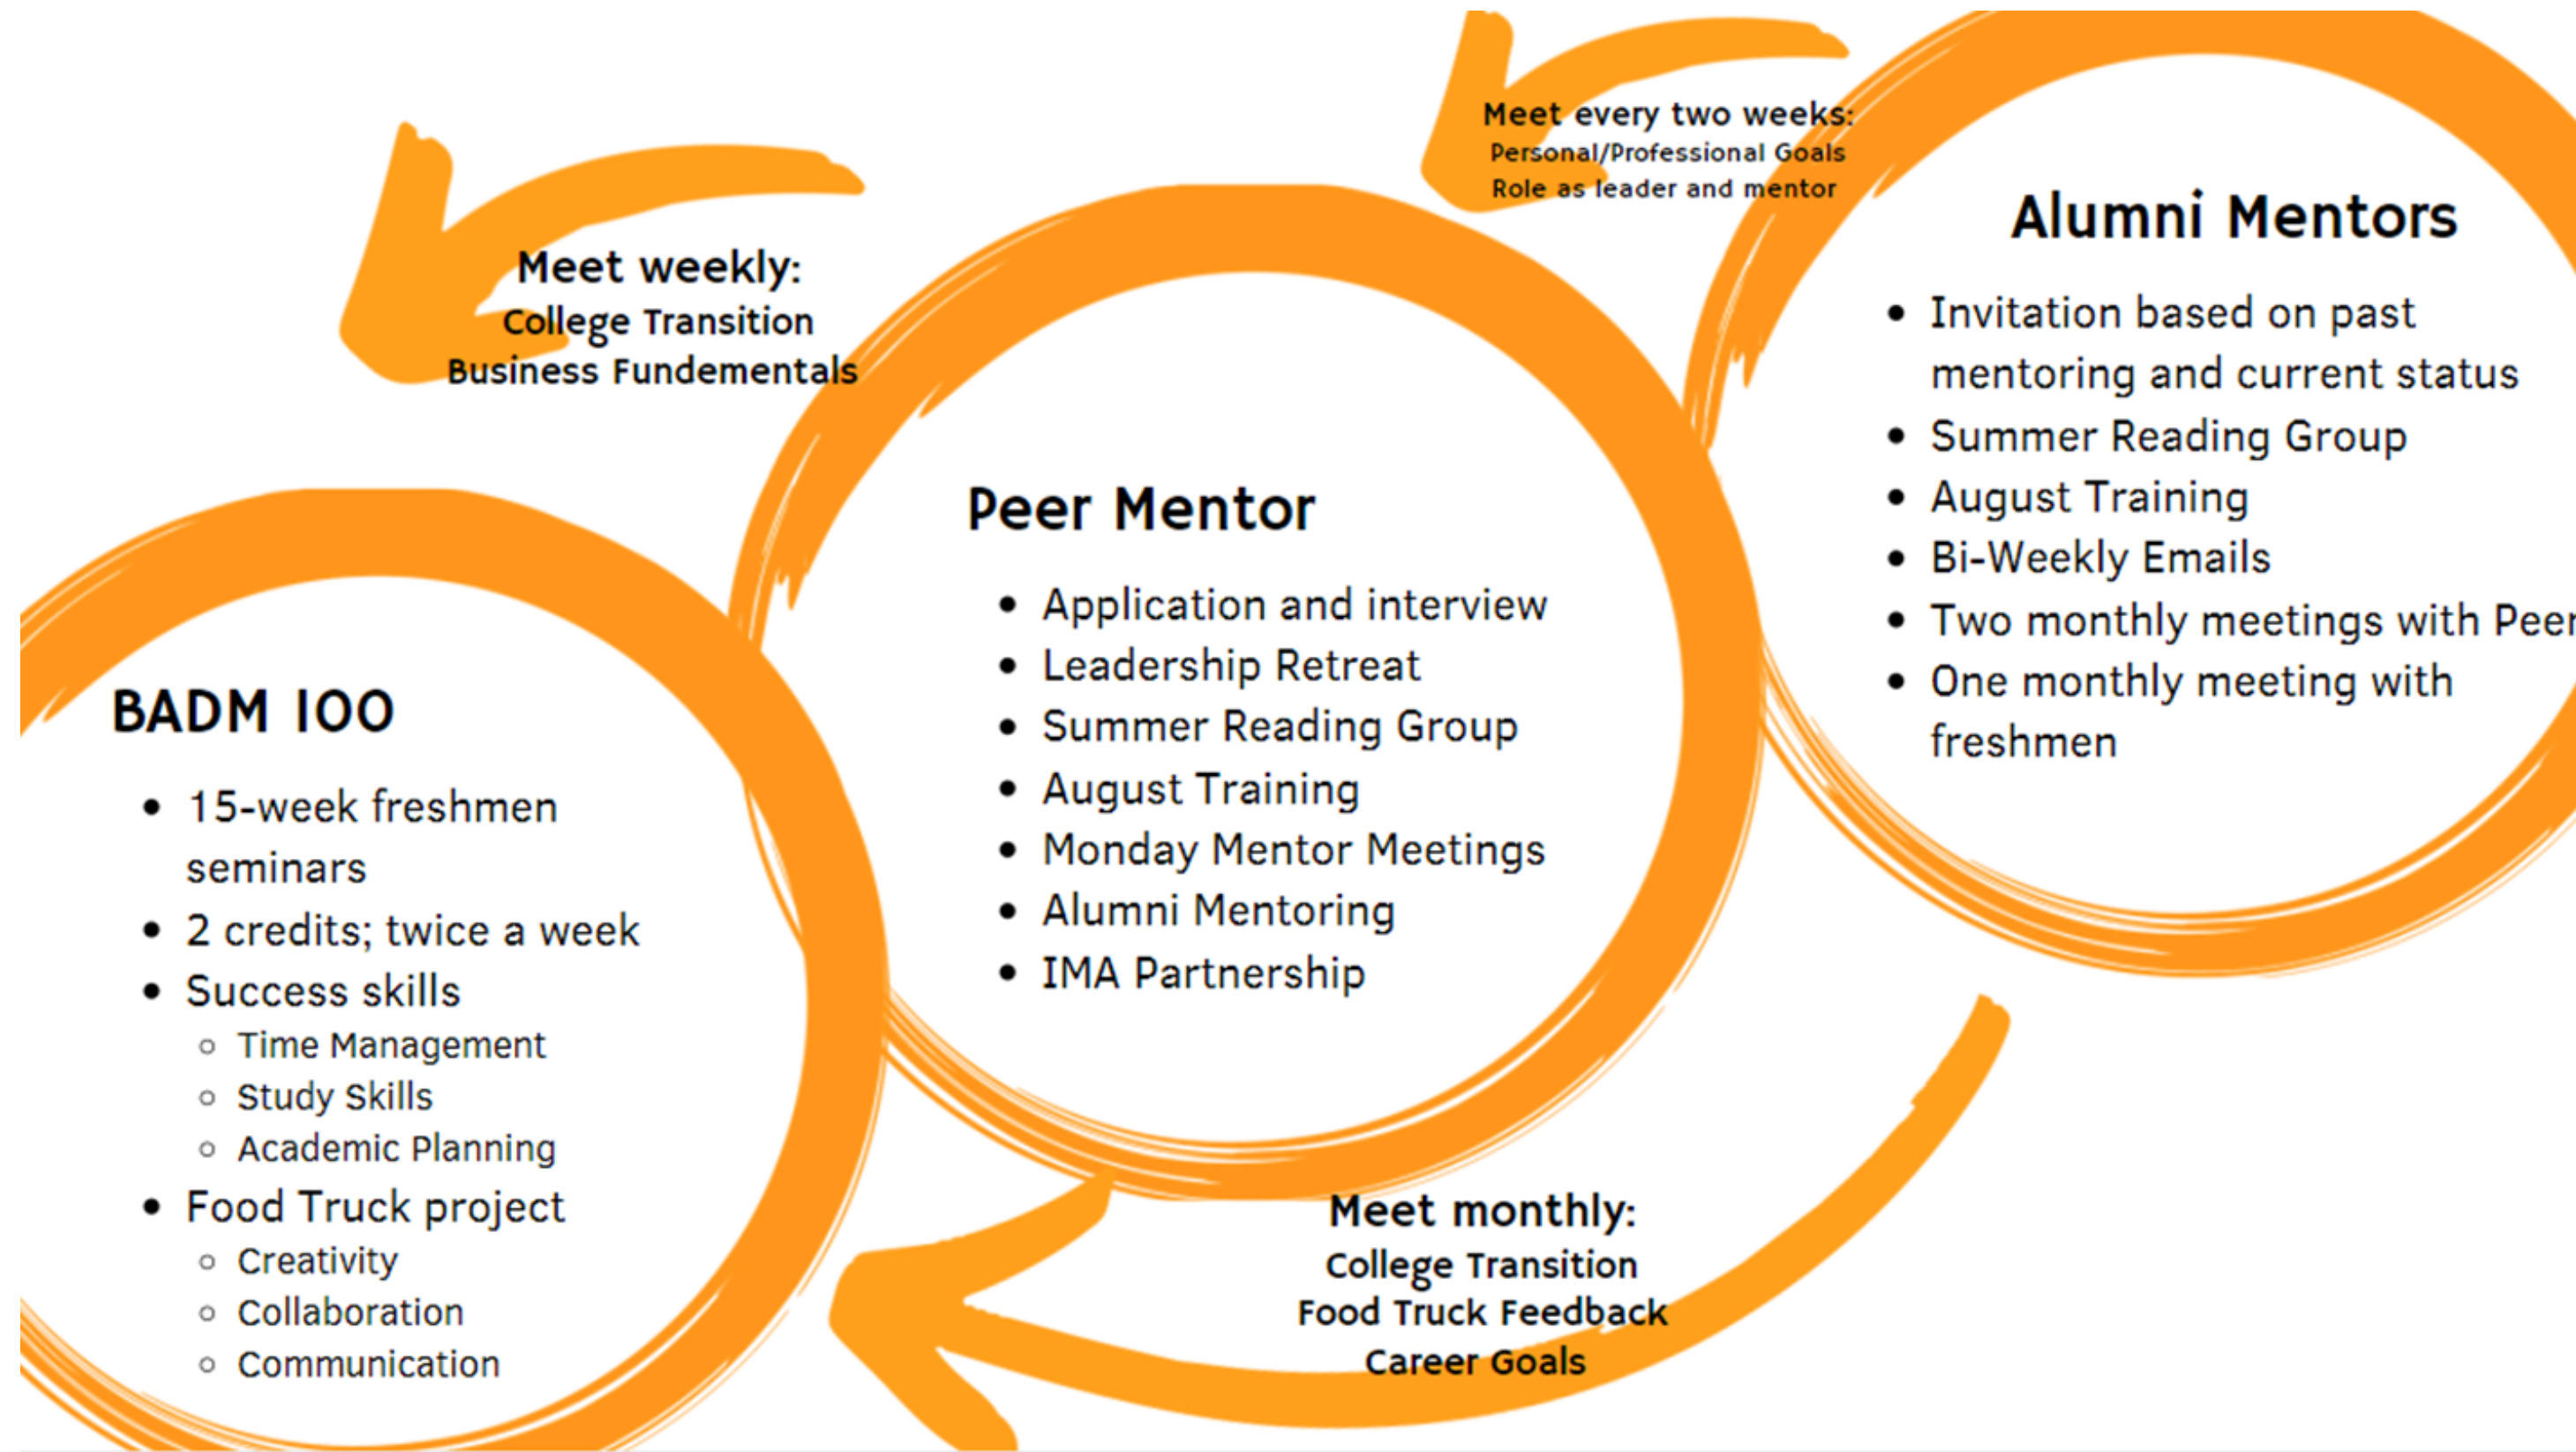 Meet every two weeks:
Personal/Professional Goals
Role as leader and mentor
Alumni Mentors
Invitation based on past
mentoring and current status
Summer Reading Group
August Training
Bi-Weekly Emails
Two monthly meetings with Peer
One monthly meeting with
freshmen
Meet weekly:
College Transition
Business Fundementals
Peer Mentor
Application and interview
Leadership Retreat
Summer Reading Group
August Training
Monday Mentor Meetings
Alumni Mentoring
IMA Partnership
BADM 100
15-week freshmen
seminars
2 credits; twice a week
Success skills
Time Management
Study Skills
Academic Planning
Food Truck project
Creativity
Collaboration
Communication
Meet monthly:
College Transition
Food Truck Feedback
Career Goals